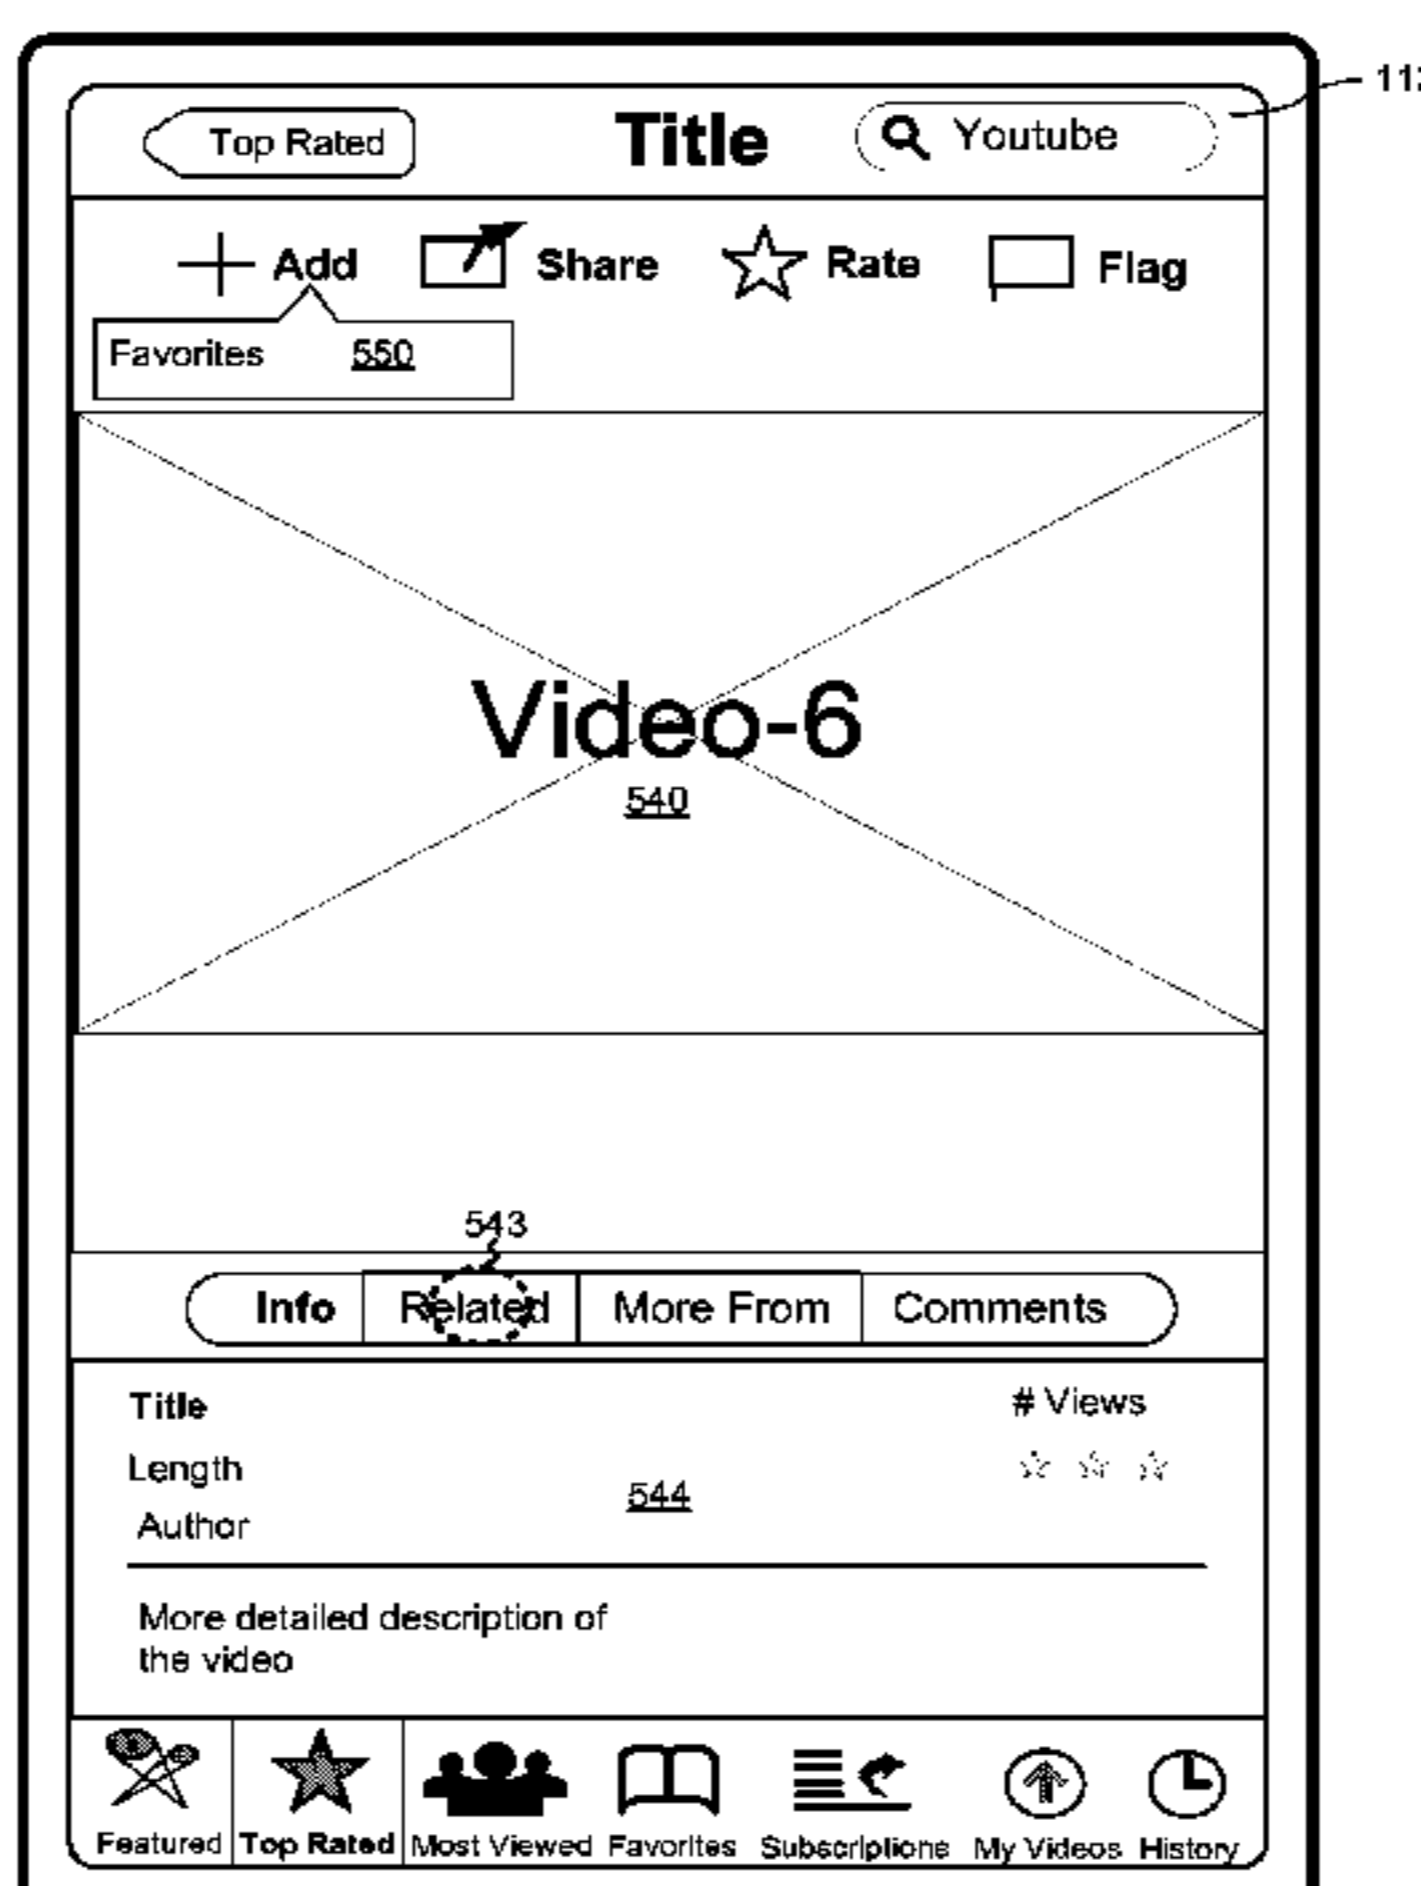 Top Rated Title Youtube
Add Share Rate Flag
Favorites 550
Video-6
540
543
Info Related More From Comments
Title # Views
Length
544
Author
More detailed description of
the video
Featured Top Rated Most Viewed Favorites Subscriptions My Videos History